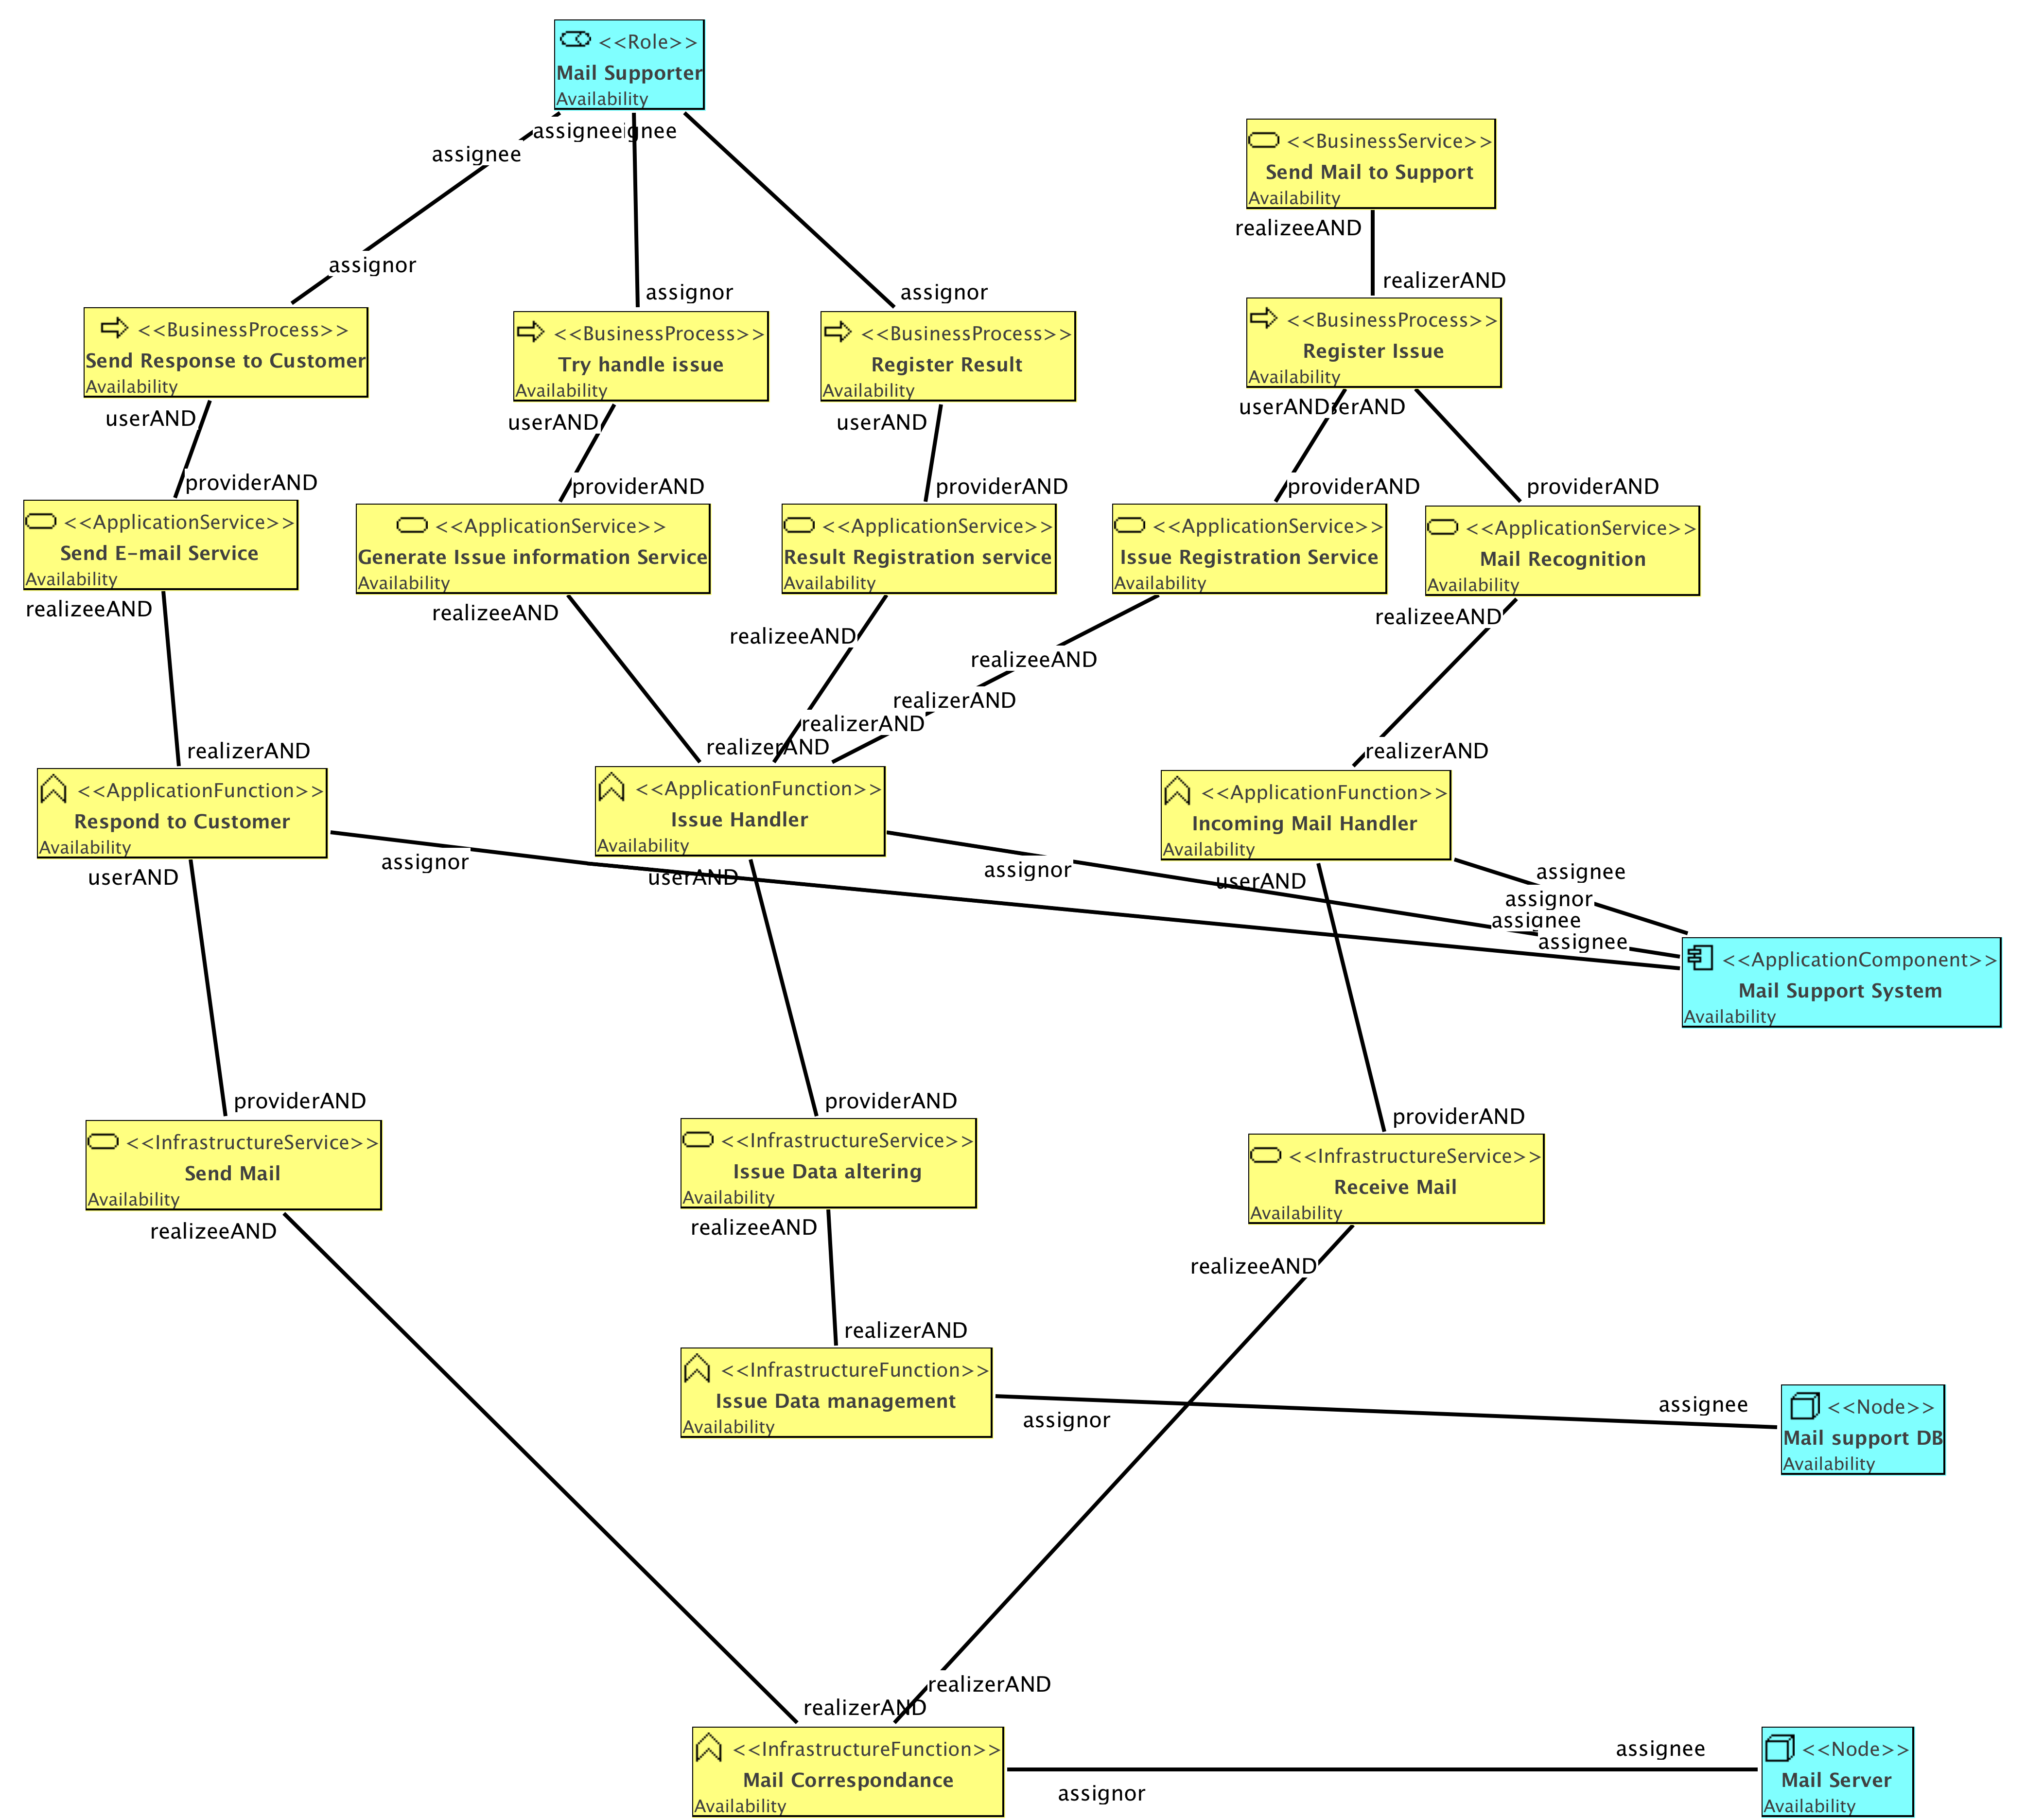 <<Role>>
Mail Supporter
Availability
assignee
ignee
assignee
<<BusinessService>>
Send Mail to Support
Availability
realizeeAND
assignor
assignor
assignor
realizerAND
<<BusinessProcess>>
Send Response to Customer
Availability
<<BusinessProcess>>
Try handle issue
Availability
<<BusinessProcess>>
Register Result
Availability
<<BusinessProcess>>
Register Issue
Availability
userAND
userAND
userAND
userAND
erAND
providerAND
providerAND
providerAND
providerAND
providerAND
<<ApplicationService>>
Send E-mail Service
Availability
<<ApplicationService>>
Generate Issue information Service
Availability
<<ApplicationService>>
Result Registration service
Availability
<<ApplicationService>>
Issue Registration Service
Availability
<<ApplicationService>>
Mail Recognition
Availability
realizeeAND
realizeeAND
realizeeAND
realizeeAND
realizeeAND
realizerAND
realizerAND
realizerAND
realizerAND
realizerAND
<<ApplicationFunction>>
Respond to Customer
Availability
<<ApplicationFunction>>
Issue Handler
Availability
<<ApplicationFunction>>
Incoming Mail Handler
Availability
userAND
assignor
userAND
assignor
userAND
assignee
assignor
assignee
assignee
<<ApplicationComponent>>
Mail Support System
Availability
providerAND
providerAND
providerAND
<<InfrastructureService>>
Send Mail
Availability
<<InfrastructureService>>
Issue Data altering
Availability
<<InfrastructureService>>
Receive Mail
Availability
realizeeAND
realizeeAND
realizeeAND
realizerAND
<<InfrastructureFunction>>
Issue Data management
Availability
assignor
assignee
<<Node>>
Mail support DB
Availability
realizerAND
realizerAND
<<InfrastructureFunction>>
Mail Correspondance
Availability
assignor
assignee
<<Node>>
Mail Server
Availability